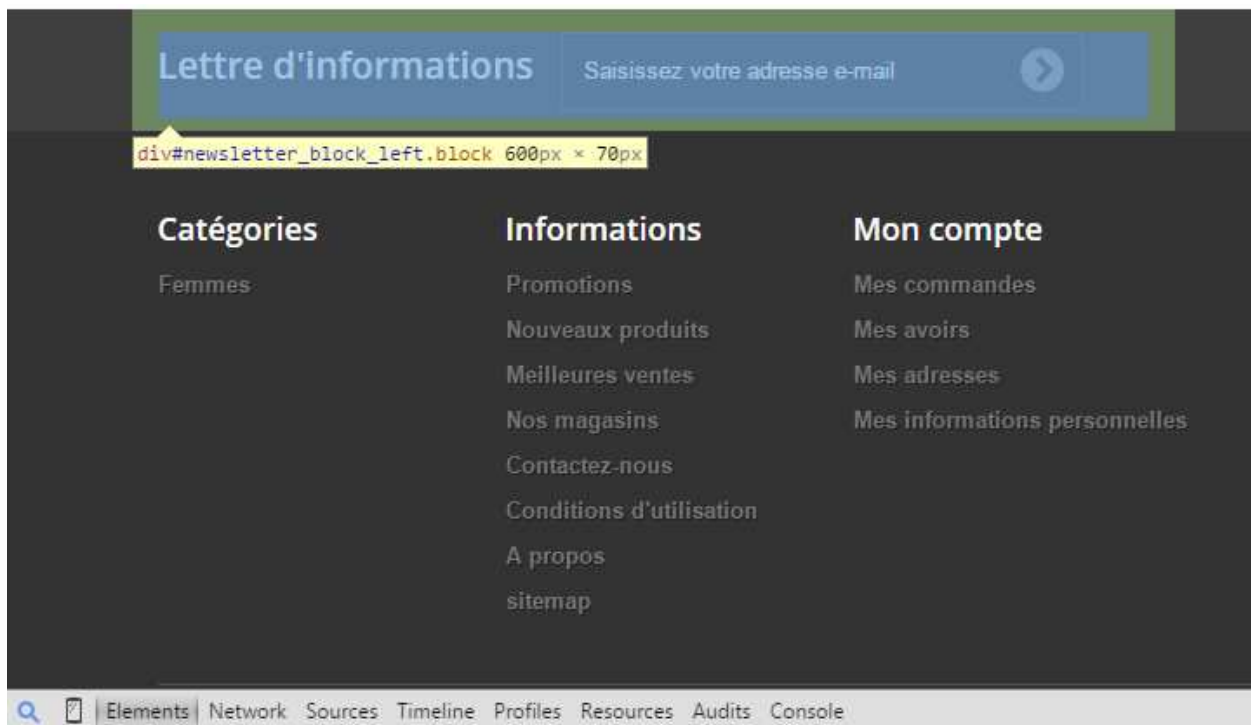 Lettre d'informations Saisissez votre adresse e-mail
div#newsletter_block_left.block 600px × 70px
Catégories
Femmes
Informations
Promotions
Nouveaux produits
Meilleures ventes
Nos magasins
Contactez-nous
Conditions d'utilisation
A propos
sitemap
Mon compte
Mes commandes
Mes avoirs
Mes adresses
Mes informations personnelles
Elements Network Sources Timeline Profiles Resources Audits Console